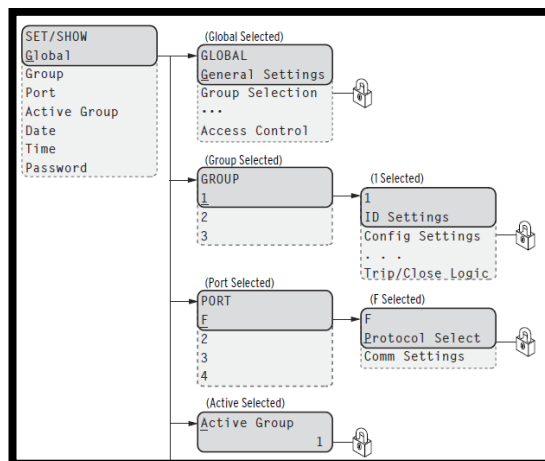 SET/SHOW
Global
Group
Port
Active Group
Date
Time
Password
(Global Selected)
GLOBAL
General Settings
Group Selection
...
Access Control
(Group Selected)
GROUP
1
2
3
(1 Selected)
1
ID Settings
Config Settings
. . .
Trip/Close Logic
(Port Selected)
PORT
F
2
3
4
(F Selected)
F
Protocol Select
Comm Settings
(Active Selected)
Active Group
1